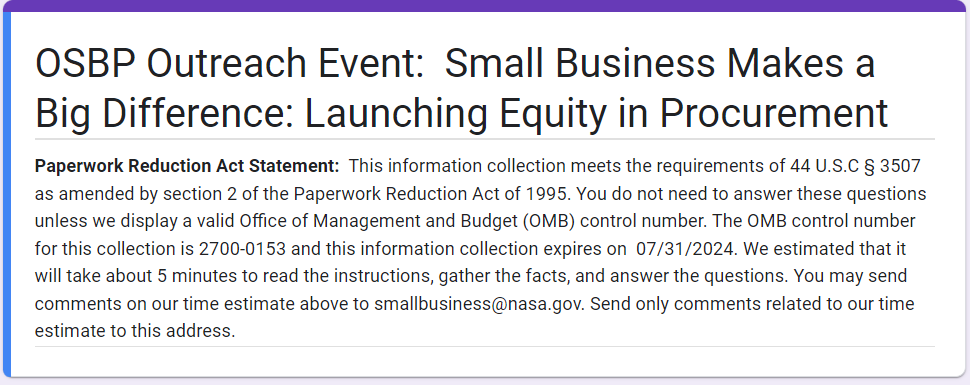 OSBP Outreach Event:  Small Business Makes a
Big Difference: Launching Equity in Procurement
Paperwork Reduction Act Statement:  This information collection meets the requirements of 44 U.S.C § 3507
as amended by section 2 of the Paperwork Reduction Act of 1995. You do not need to answer these questions
unless we display a valid Office of Management and Budget (OMB) control number. The OMB control number
for this collection is 2700-0153 and this information collection expires on  07/31/2024. We estimated that it
will take about 5 minutes to read the instructions, gather the facts, and answer the questions. You may send
comments on our time estimate above to smallbusiness@nasa.gov. Send only comments related to our time
estimate to this address.